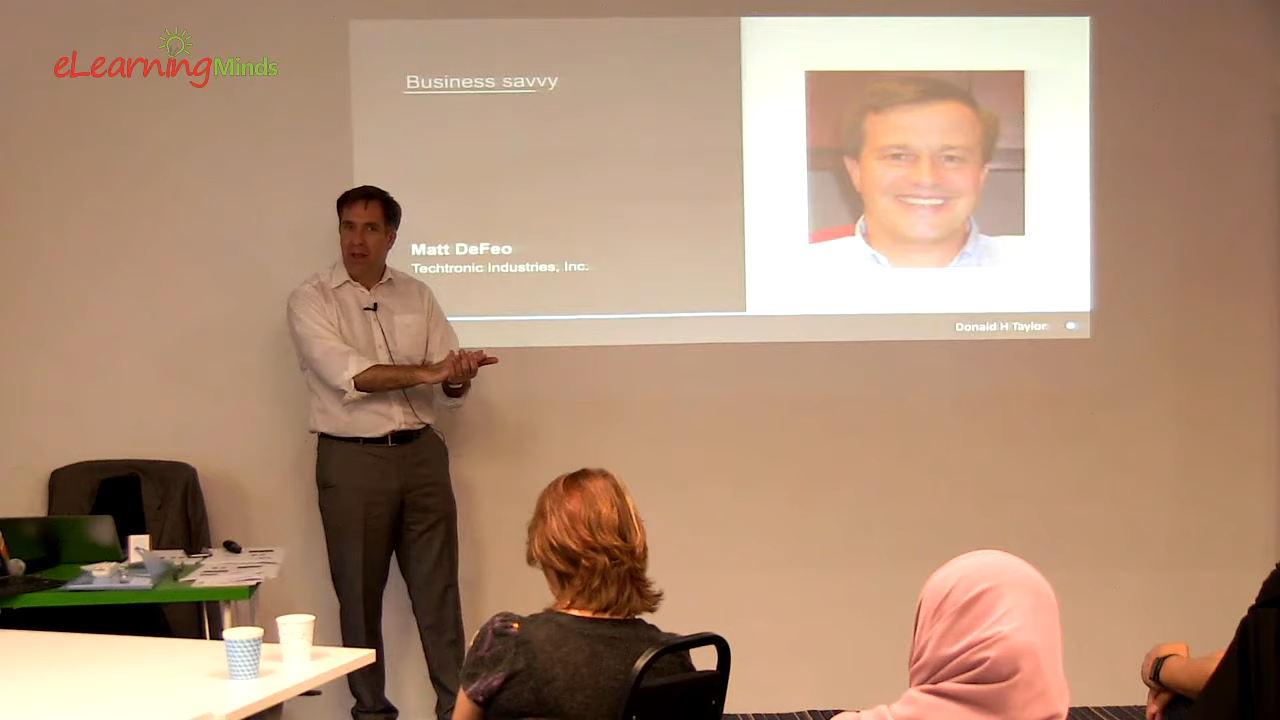 eLearningMinds
Business savvy
Matt DeFeo
Techtronic Industries, Inc.
Donald H Taylor